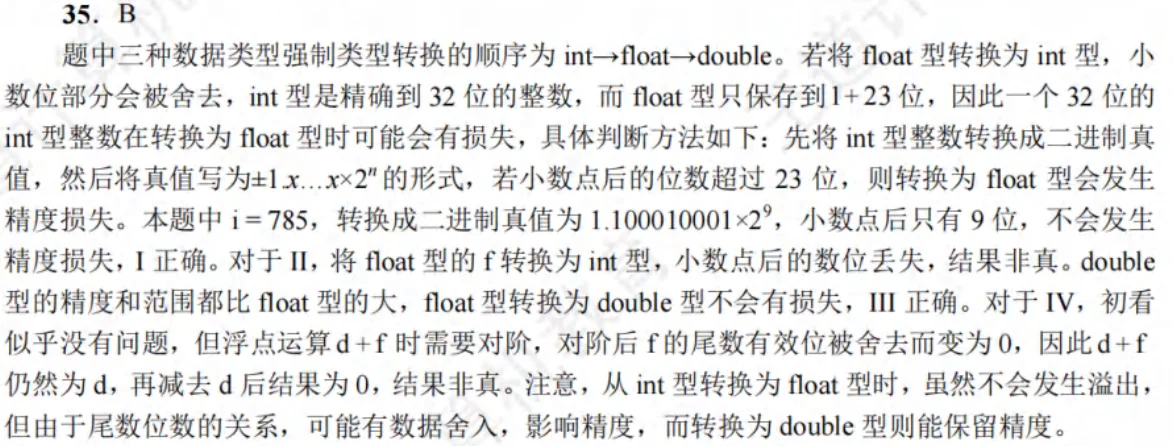 35. B
题中三种数据类型强制类型转换的顺序为 int→float→double。若将 float 型转换为 int 型，小
数位部分会被舍去，int 型是精确到 32 位的整数，而 float 型只保存到1+23 位，因此一个 32 位的
int 型整数在转换为 float 型时可能会有损失，具体判断方法如下：先将 int 型整数转换成二进制真
值，然后将真值写为±1.x…x×2ⁿ 的形式，若小数点后的位数超过 23 位，则转换为 float 型会发生
精度损失。本题中 i = 785，转换成二进制真值为 1.100010001×2⁹，小数点后只有 9 位，不会发生
精度损失，I 正确。对于 II，将 float 型的 f 转换为 int 型，小数点后的数位丢失，结果非真。double
型的精度和范围都比 float 型的大，float 型转换为 double 型不会有损失，III 正确。对于 IV，初看
似乎没有问题，但浮点运算 d + f 时需要对阶，对阶后 f 的尾数有效位被舍去而变为 0，因此 d + f
仍然为 d，再减去 d 后结果为 0，结果非真。注意，从 int 型转换为 float 型时，虽然不会发生溢出，
但由于尾数位数的关系，可能有数据舍入，影响精度，而转换为 double 型则能保留精度。